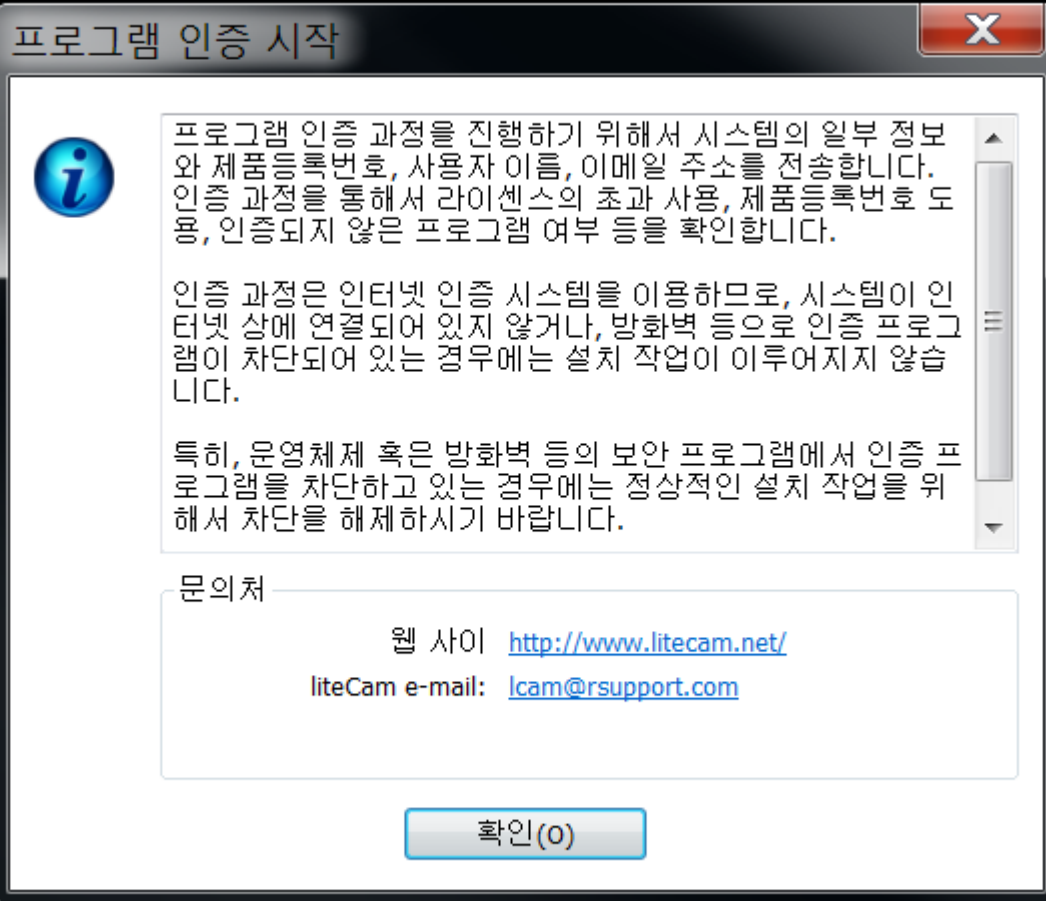 프로그램 인증 시작
프로그램 인증 과정을 진행하기 위해서 시스템의 일부 정보
와 제품등록번호, 사용자 이름, 이메일 주소를 전송합니다.
인증 과정을 통해서 라이센스의 초과 사용, 제품등록번호 도
용, 인증되지 않은 프로그램 여부 등을 확인합니다.
인증 과정은 인터넷 인증 시스템을 이용하므로, 시스템이 인
터넷 상에 연결되어 있지 않거나, 방화벽 등으로 인증 프로그
램이 차단되어 있는 경우에는 설치 작업이 이루어지지 않습
니다.
특히, 운영체제 혹은 방화벽 등의 보안 프로그램에서 인증 프
로그램을 차단하고 있는 경우에는 정상적인 설치 작업을 위
해서 차단을 해제하시기 바랍니다.
문의처
웹 사이 http://www.litecam.net/
liteCam e-mail: lcam@rsupport.com
확인(O)